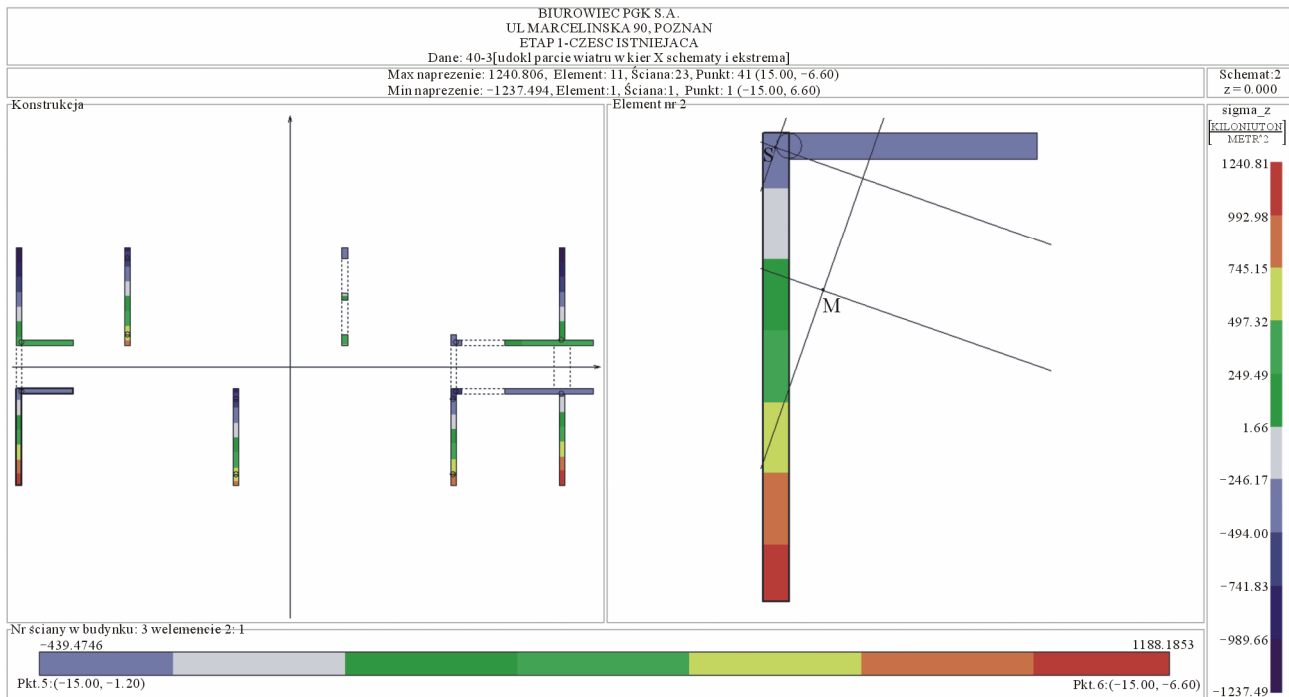 BIUROWIEC PGK S.A.
UL MARCELINSKA 90, POZNAN
ETAP 1-CZESC ISTNIEJACA
Dane: 40-3[udokl parcie wiatru w kier X schematy i ekstrema]
Max naprezenie: 1240.806, Element: 11, Ściana:23, Punkt: 41 (15.00, −6.60)
Min naprezenie: −1237.494, Element:1, Ściana:1, Punkt: 1 (−15.00, 6.60)
Schemat:2
z = 0.000
Konstrukcja
Element nr 2
S
M
sigma_z
[KILONIUTON
METR^2]
1240.81
992.98
745.15
497.32
249.49
1.66
−246.17
−494.00
−741.83
−989.66
−1237.49
Nr ściany w budynku: 3 welemencie 2: 1
−439.4746
1188.1853
Pkt.5:(−15.00, −1.20)
Pkt.6:(−15.00, −6.60)